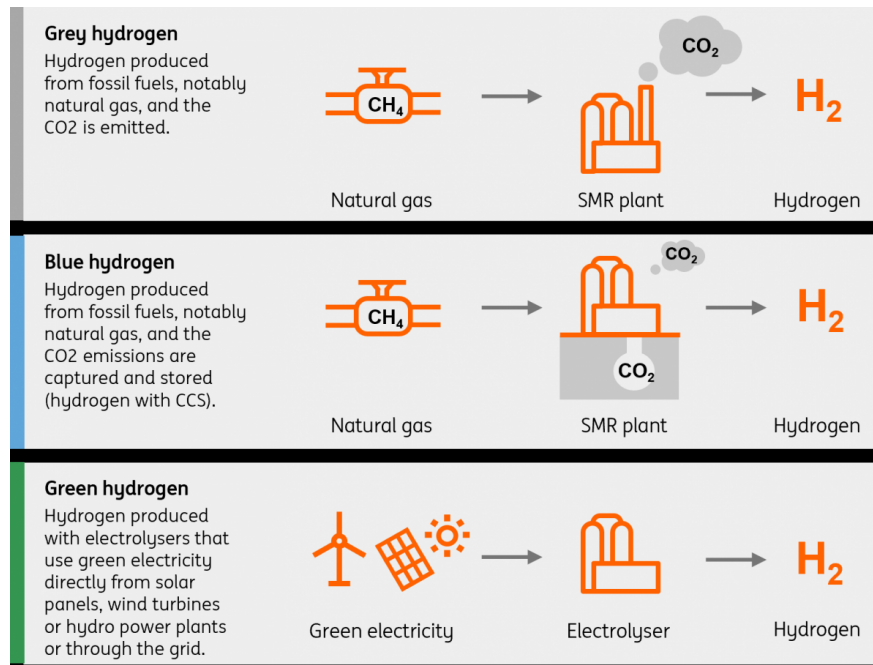 Grey hydrogen
Hydrogen produced
from fossil fuels, notably
natural gas, and the
CO2 is emitted.
CH₄
CO₂
H₂
Natural gas
SMR plant
Hydrogen
Blue hydrogen
Hydrogen produced
from fossil fuels, notably
natural gas, and the
CO2 emissions are
captured and stored
(hydrogen with CCS).
CH₄
CO₂
CO₂
H₂
Natural gas
SMR plant
Hydrogen
Green hydrogen
Hydrogen produced
with electrolysers that
use green electricity
directly from solar
panels, wind turbines
or hydro power plants
or through the grid.
H₂
Green electricity
Electrolyser
Hydrogen